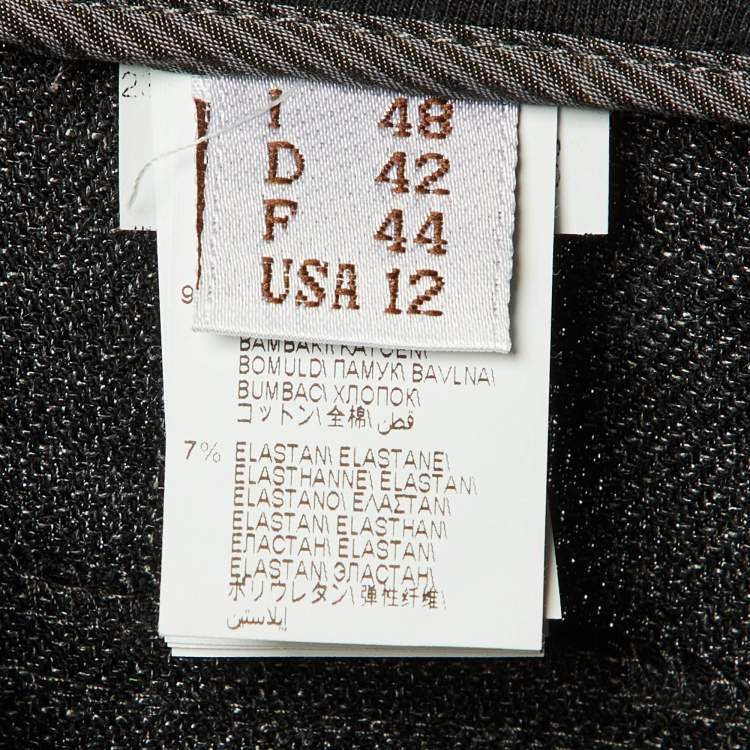 I 48
D 42
F 44
USA 12
9
BAMBAKI\ KATOEN\
BOMULD\ ПАМУК\ BAVLNA\
BUMBAC\ ХЛОПОК\
コットン\ 全棉\ قطن
7% ELASTAN\ ELASTANE\
ELASTHANNE\ ELASTAN\
ELASTANO\ ΕΛΑΣΤΑΝ\
ELASTAN\ ELASTHAN\
ЕЛАСТАН\ ELASTAN\
ELASTAN\ ЭЛАСТАН\
ポリウレタン\ 弹性纤维\
إيلاستين